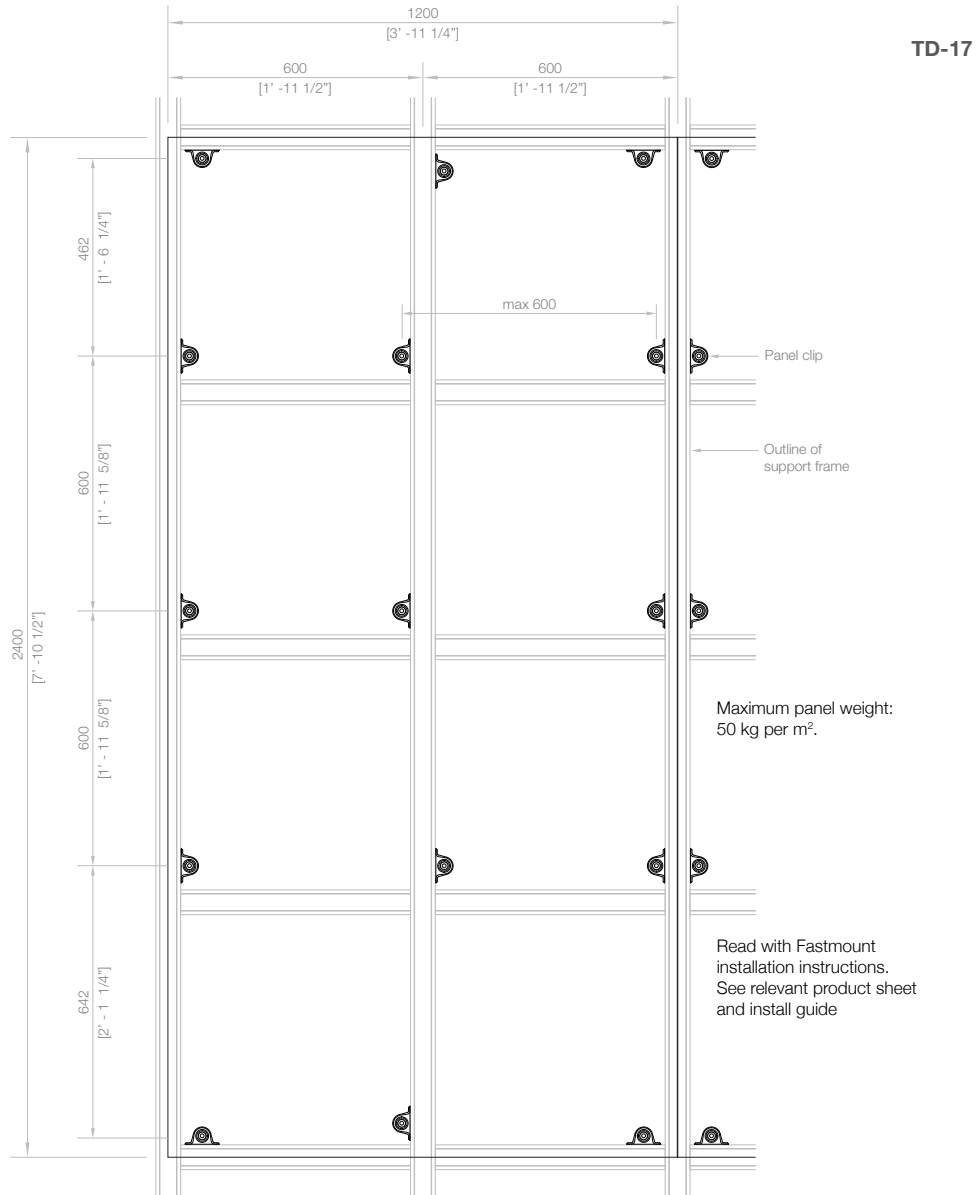 1200
[3' -11 1/4"]
TD-17
600
[1' -11 1/2"]
600
[1' -11 1/2"]
462
[1' - 6 1/4"]
max 600
Panel clip
600
[1' - 11 5/8"]
Outline of
support frame
2400
[7' -10 1/2"]
600
[1' - 11 5/8"]
Maximum panel weight:
50 kg per m².
642
[2' - 1 1/4"]
Read with Fastmount
installation instructions.
See relevant product sheet
and install guide